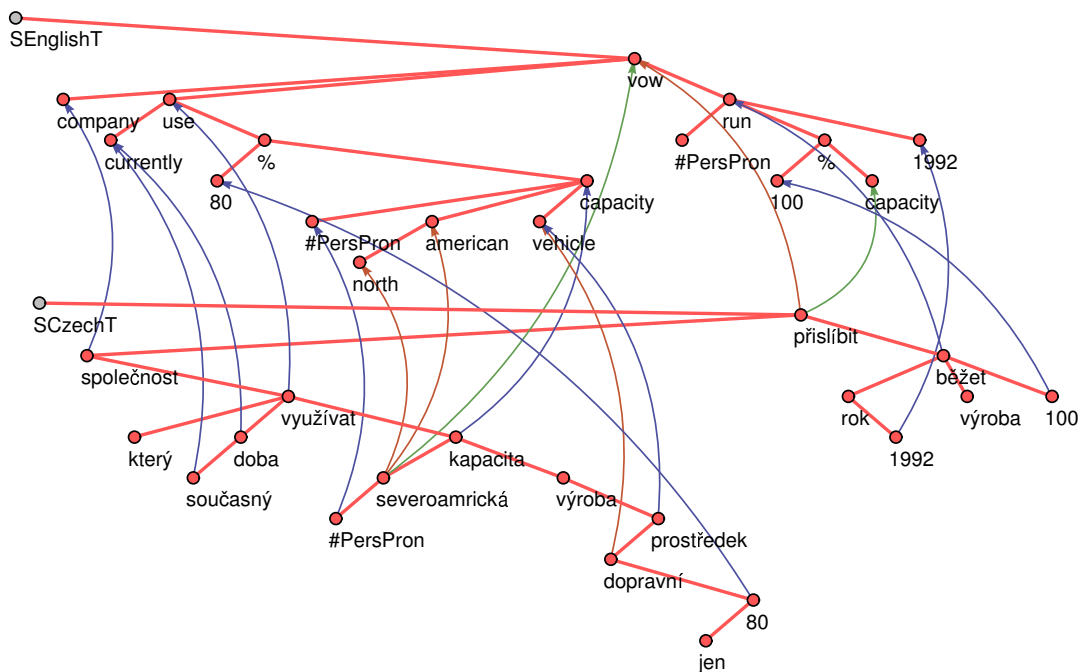 SEnglishT
vow
company
use
run
currently
%
#PersPron
%
1992
80
capacity
100
capacity
#PersPron
american
vehicle
north
SCzechT
přislíbit
společnost
běžet
využívat
rok
výroba
100
který
doba
kapacita
1992
současný
severoamrická
výroba
#PersPron
prostředek
dopravní
80
jen